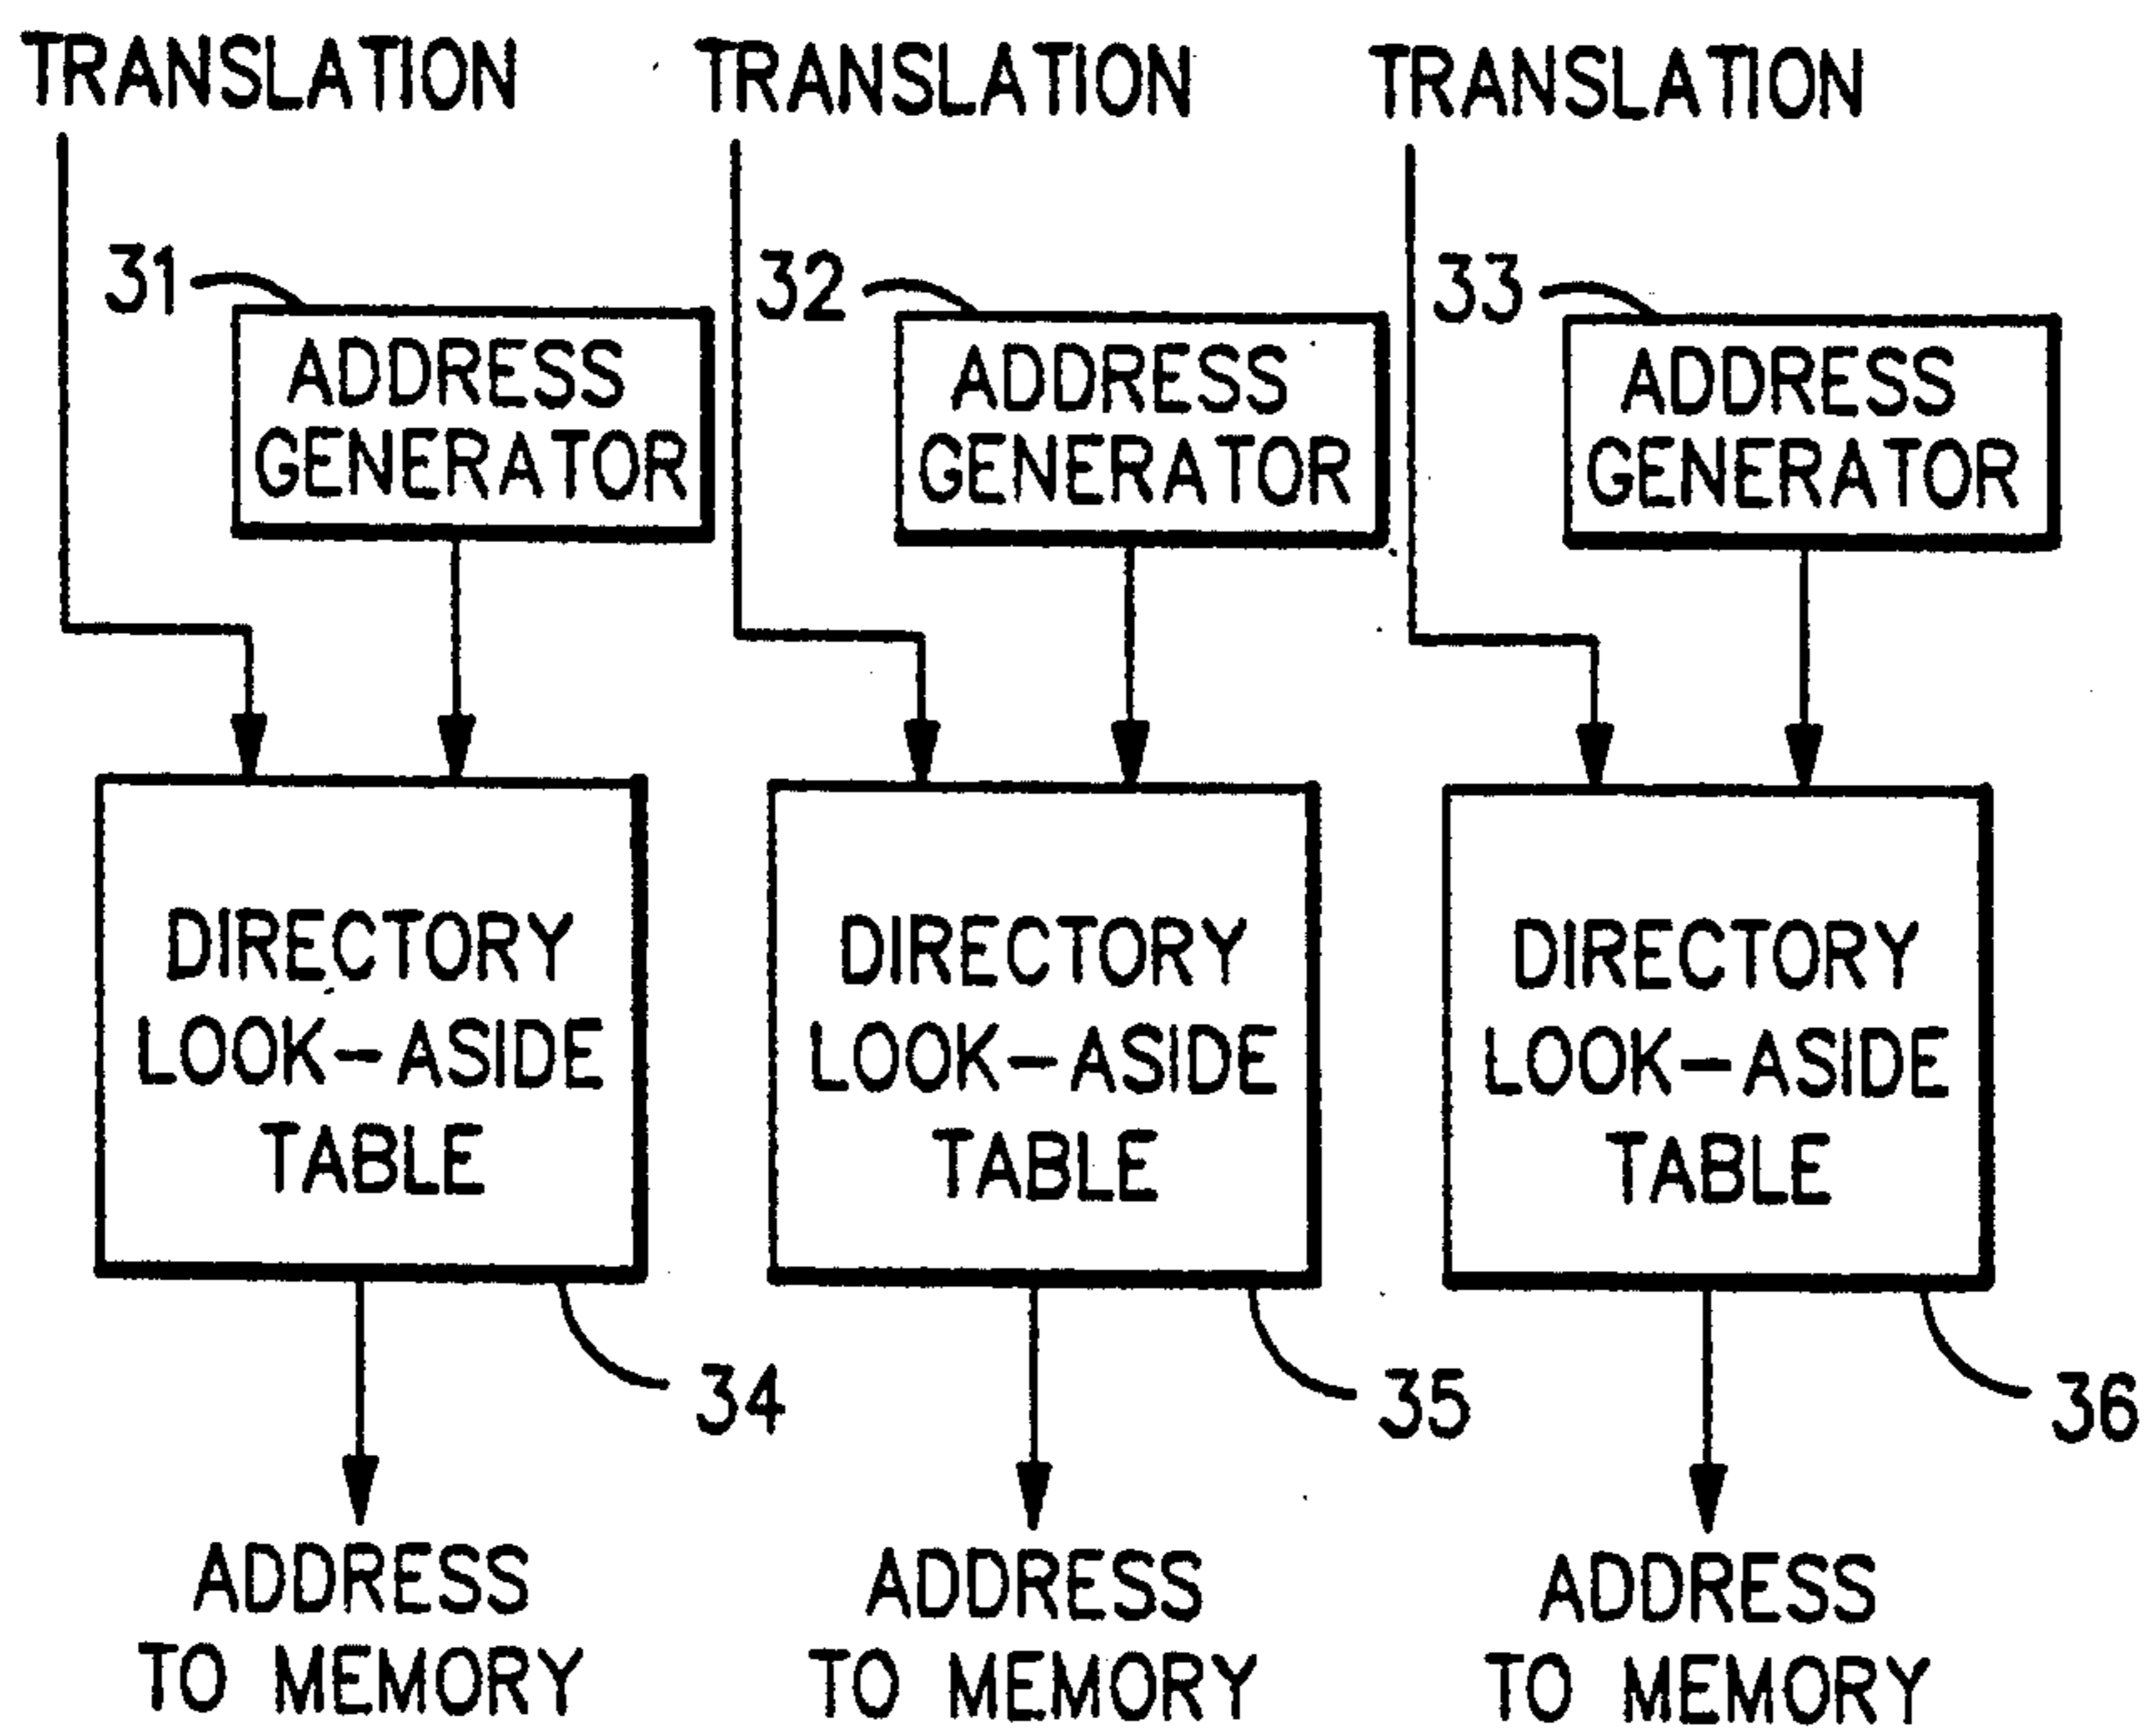 TRANSLATION TRANSLATION TRANSLATION
31 32 33
ADDRESS ADDRESS ADDRESS
GENERATOR GENERATOR GENERATOR
DIRECTORY DIRECTORY DIRECTORY
LOOK-ASIDE LOOK-ASIDE LOOK-ASIDE
TABLE TABLE TABLE
34 35 36
ADDRESS ADDRESS ADDRESS
TO MEMORY TO MEMORY TO MEMORY